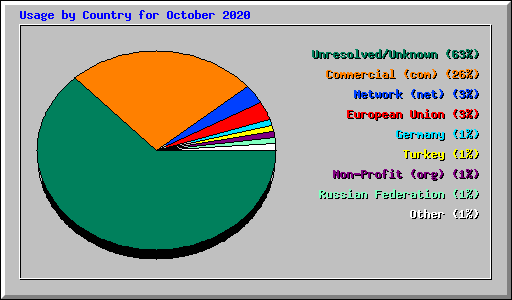 Usage by Country for October 2020
Unresolved/Unknown (63%)
Commercial (com) (26%)
Network (net) (3%)
European Union (3%)
Germany (1%)
Turkey (1%)
Non-Profit (org) (1%)
Russian Federation (1%)
Other (1%)